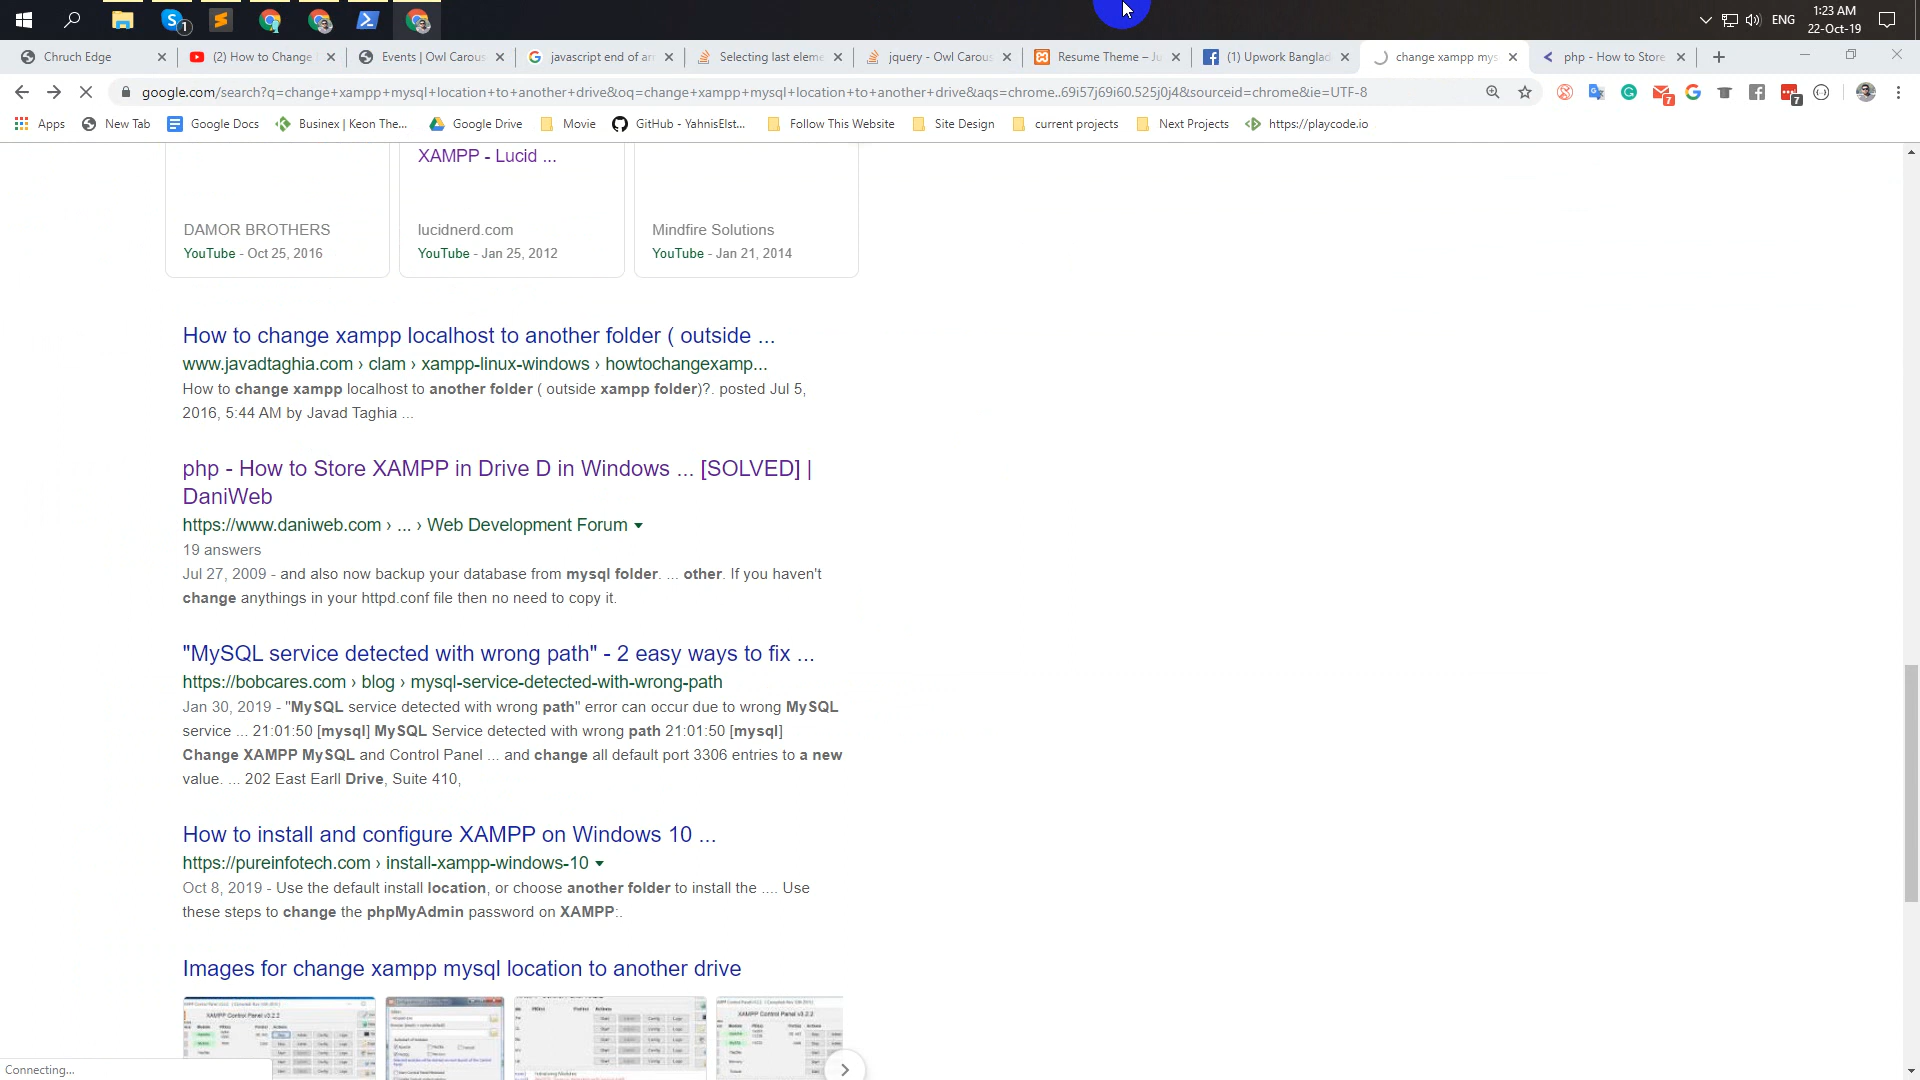 1
ENG
1:23 AM
22-Oct-19
Chruch Edge
(2) How to Change
Events | Owl Carous
javascript end of arr
Selecting last eleme
jquery - Owl Carous
Resume Theme – Ju
(1) Upwork Banglad
change xampp mys
php - How to Store
google.com/search?q=change+xampp+mysql+location+to+another+drive&oq=change+xampp+mysql+location+to+another+drive&aqs=chrome..69i57j69i60.525j0j4&sourceid=chrome&ie=UTF-8
7
7
Apps
New Tab
Google Docs
Businex | Keon The...
Google Drive
Movie
GitHub - YahnisElst...
Follow This Website
Site Design
current projects
Next Projects
https://playcode.io
XAMPP - Lucid ...
DAMOR BROTHERS
YouTube - Oct 25, 2016
lucidnerd.com
YouTube - Jan 25, 2012
Mindfire Solutions
YouTube - Jan 21, 2014
How to change xampp localhost to another folder ( outside ...
www.javadtaghia.com › clam › xampp-linux-windows › howtochangexamp...
How to change xampp localhost to another folder ( outside xampp folder)?. posted Jul 5,
2016, 5:44 AM by Javad Taghia ...
php - How to Store XAMPP in Drive D in Windows ... [SOLVED] |
DaniWeb
https://www.daniweb.com › ... › Web Development Forum
19 answers
Jul 27, 2009 - and also now backup your database from mysql folder. ... other. If you haven't
change anythings in your httpd.conf file then no need to copy it.
"MySQL service detected with wrong path" - 2 easy ways to fix ...
https://bobcares.com › blog › mysql-service-detected-with-wrong-path
Jan 30, 2019 - "MySQL service detected with wrong path" error can occur due to wrong MySQL
service ... 21:01:50 [mysql] MySQL Service detected with wrong path 21:01:50 [mysql]
Change XAMPP MySQL and Control Panel ... and change all default port 3306 entries to a new
value. ... 202 East Earll Drive, Suite 410,
How to install and configure XAMPP on Windows 10 ...
https://pureinfotech.com › install-xampp-windows-10
Oct 8, 2019 - Use the default install location, or choose another folder to install the .... Use
these steps to change the phpMyAdmin password on XAMPP:.
Images for change xampp mysql location to another drive
XAMPP Control Panel v3.2.2
XAMPP Control Panel v3.2.2
Connecting...